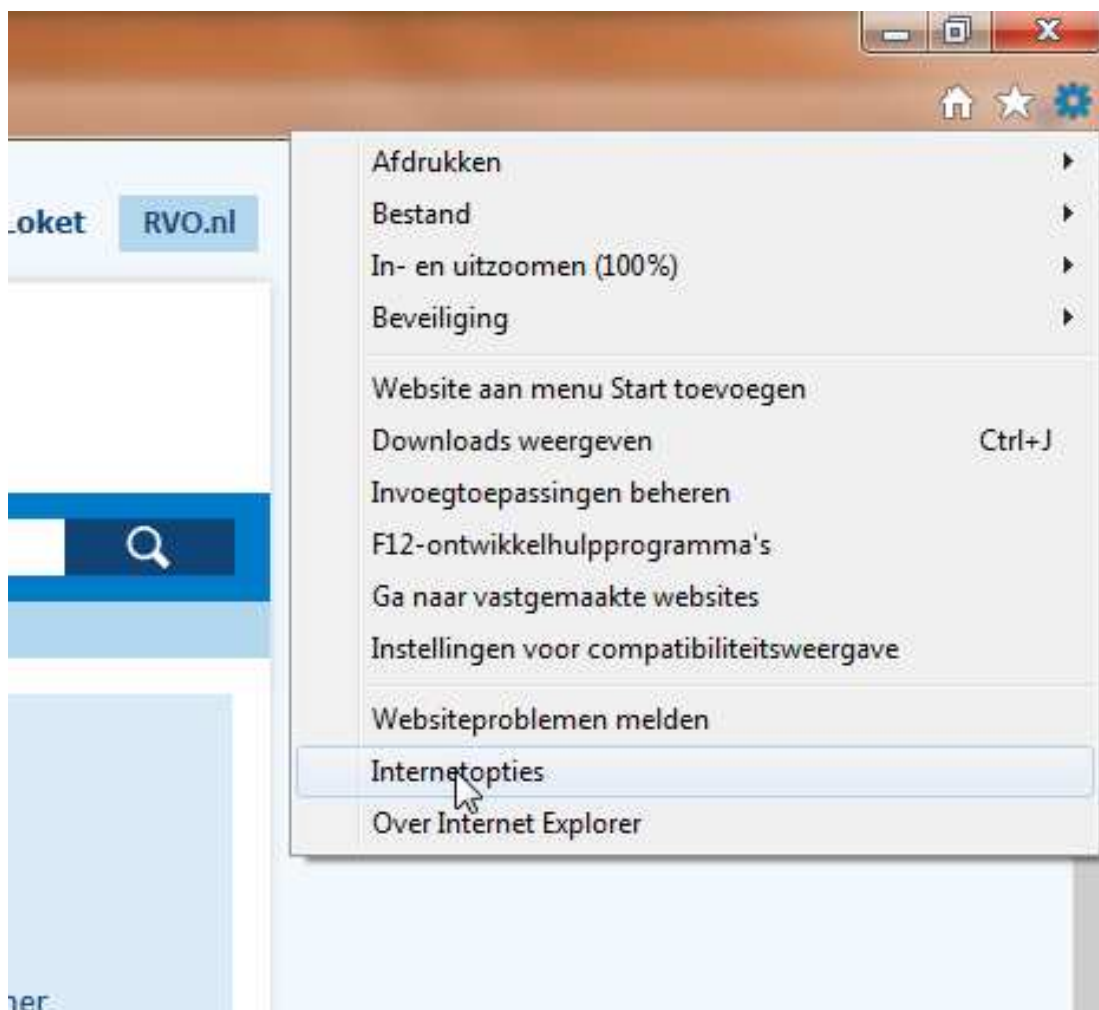 oket RVO.nl
Afdrukken
Bestand
In- en uitzoomen (100%)
Beveiliging
Website aan menu Start toevoegen
Downloads weergeven Ctrl+J
Invoegtoepassingen beheren
F12-ontwikkelhulpprogramma's
Ga naar vastgemaakte websites
Instellingen voor compatibiliteitsweergave
Websiteproblemen melden
Internetopties
Over Internet Explorer